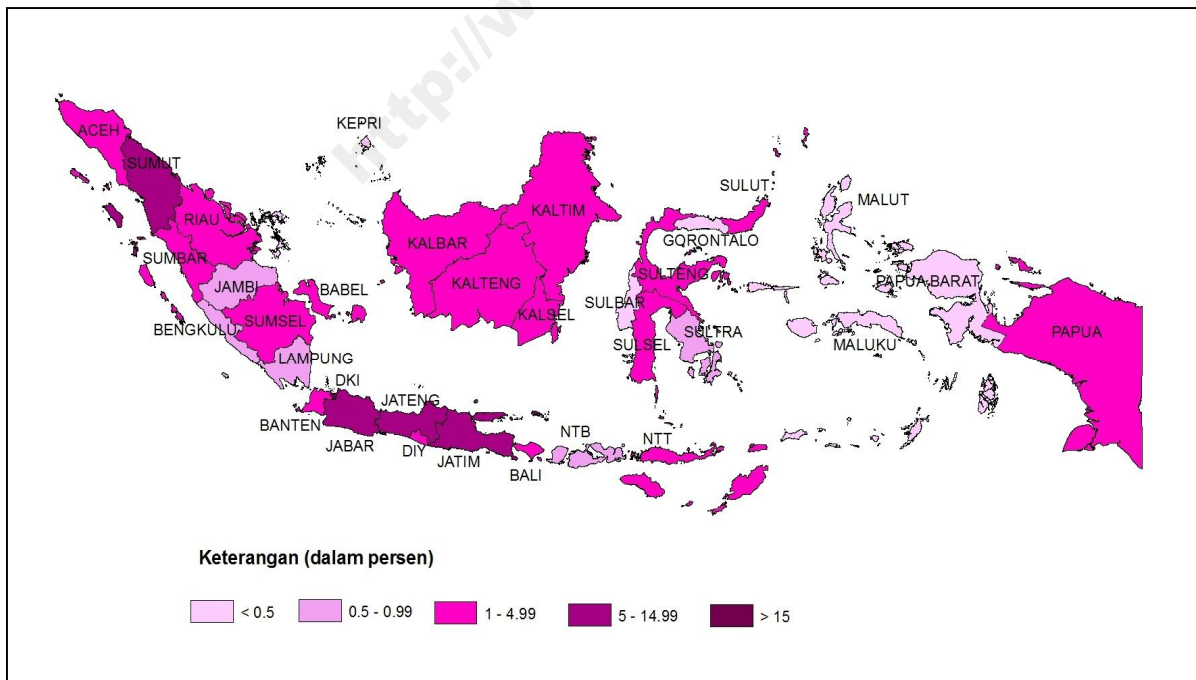 http://w
KEPRI
ACEH
SUMUT
SULUT
MALUT
RIAU
KALTIM
KALBAR
GORONTALO
SUMBAR
SULTENG
PAPUA BARAT
JAMBI
BABEL
KALTENG
SULBAR
BENGKULU
SUMSEL
KALSEL
SULTRA
PAPUA
LAMPUNG
SULSEL
MALUKU
DKI
JATENG
BANTEN
JABAR
DIY
JATIM
BALI
NTB
NTT
Keterangan (dalam persen)
< 0.5
0.5 - 0.99
1 - 4.99
5 - 14.99
> 15